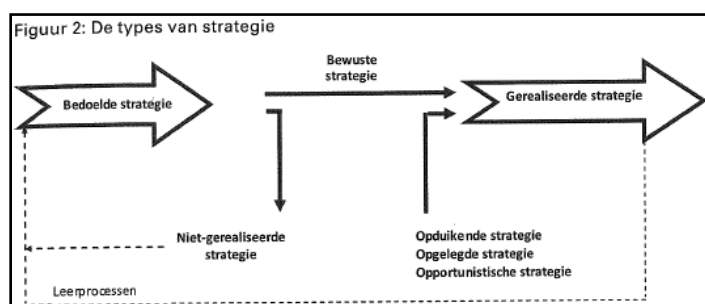 Figuur 2: De types van strategie
Bewuste
strategie
Bedoelde strategie
Gerealiseerde strategie
Niet-gerealiseerde
strategie
Opduikende strategie
Opgelegde strategie
Opportunistische strategie
Leerprocessen